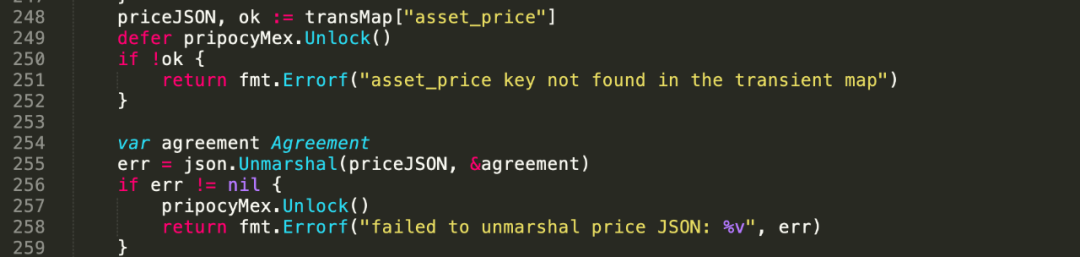 248 priceJSON, ok := transMap["asset_price"]
249 defer pripocyMex.Unlock()
250 if !ok {
251 return fmt.Errorf("asset_price key not found in the transient map")
252 }
253
254 var agreement Agreement
255 err = json.Unmarshal(priceJSON, &agreement)
256 if err != nil {
257 pripocyMex.Unlock()
258 return fmt.Errorf("failed to unmarshal price JSON: %v", err)
259 }